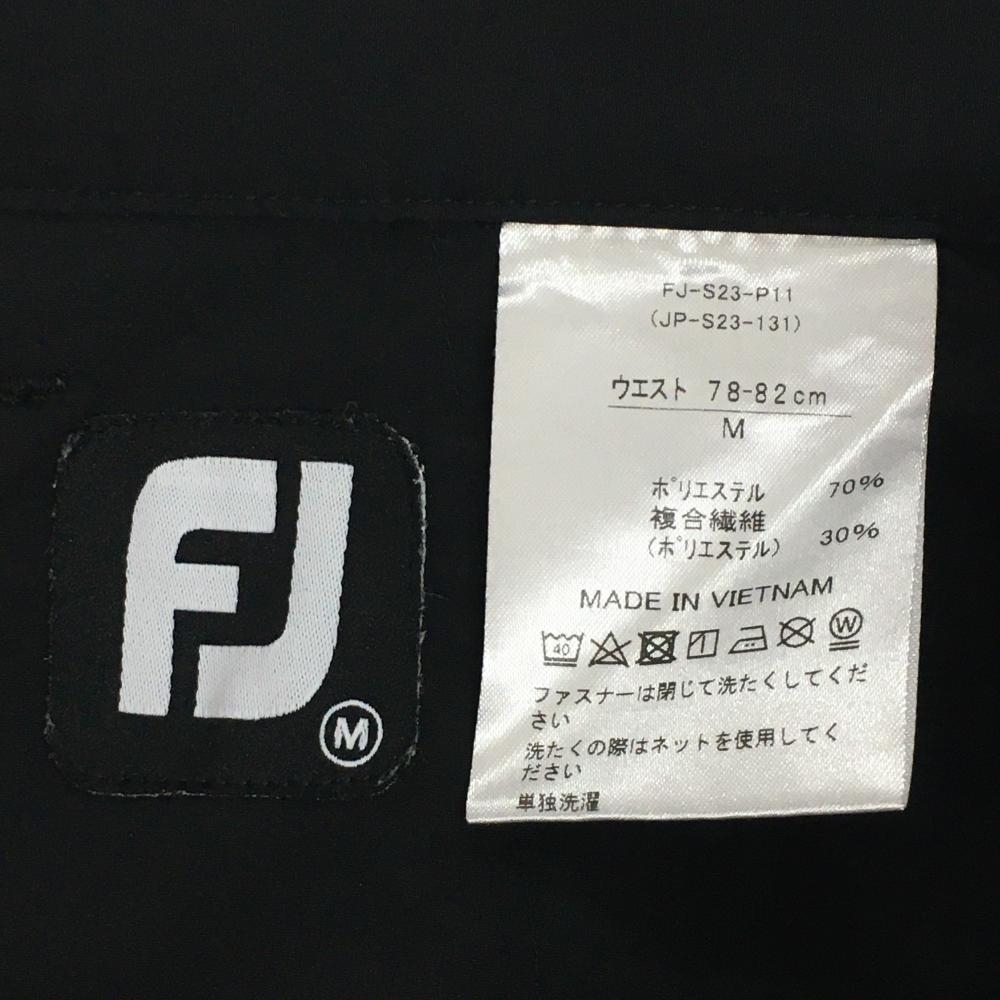 FJ
M
FJ-S23-P11
(JP-S23-131)
ウエスト 78-82cm
M
ポリエステル 70%
複合繊維
(ポリエステル) 30%
MADE IN VIETNAM
40 W
ファスナーは閉じて洗たくしてくだ
さい
洗たくの際はネットを使用してく
ださい
単独洗濯